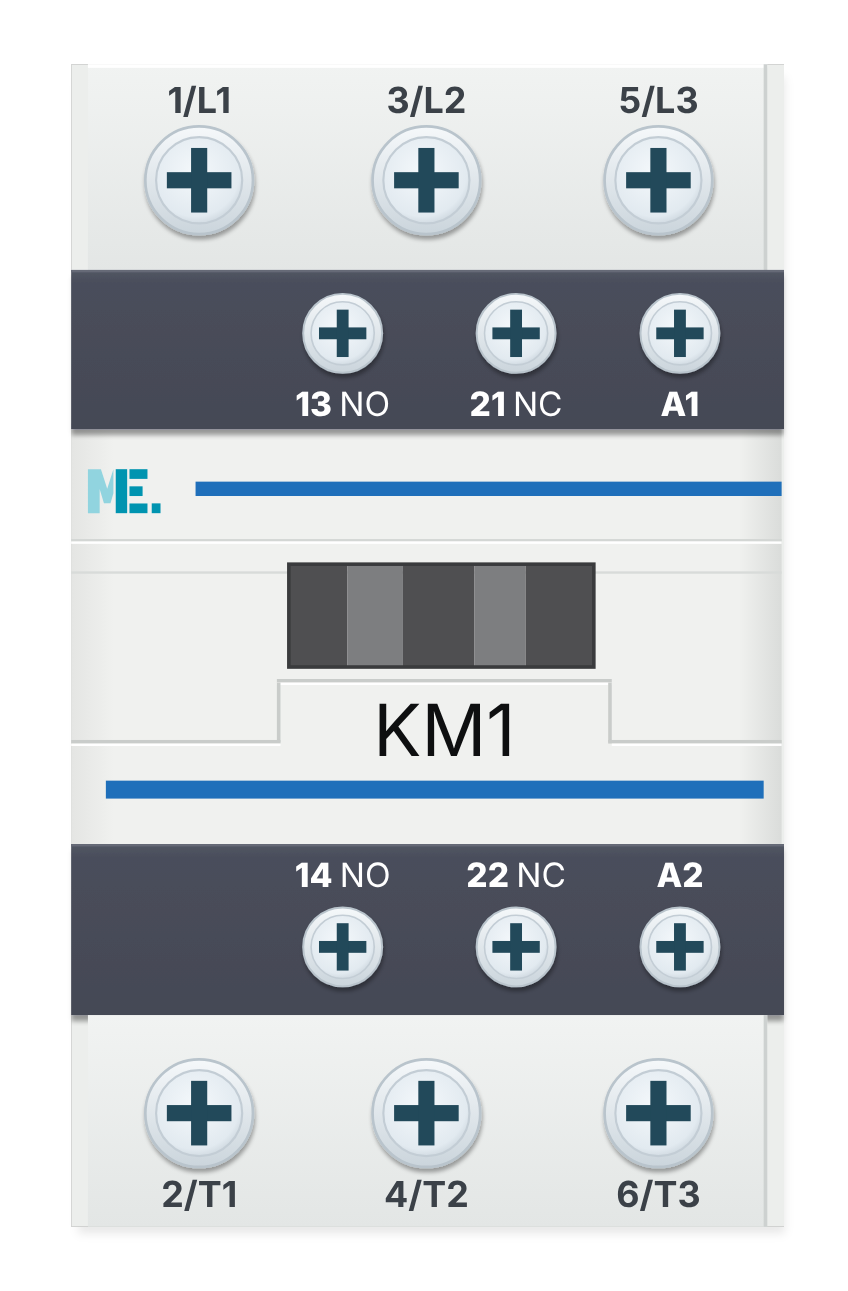 1/L1 3/L2 5/L3
13 NO 21 NC A1
ME.
KM1
14 NO 22 NC A2
2/T1 4/T2 6/T3